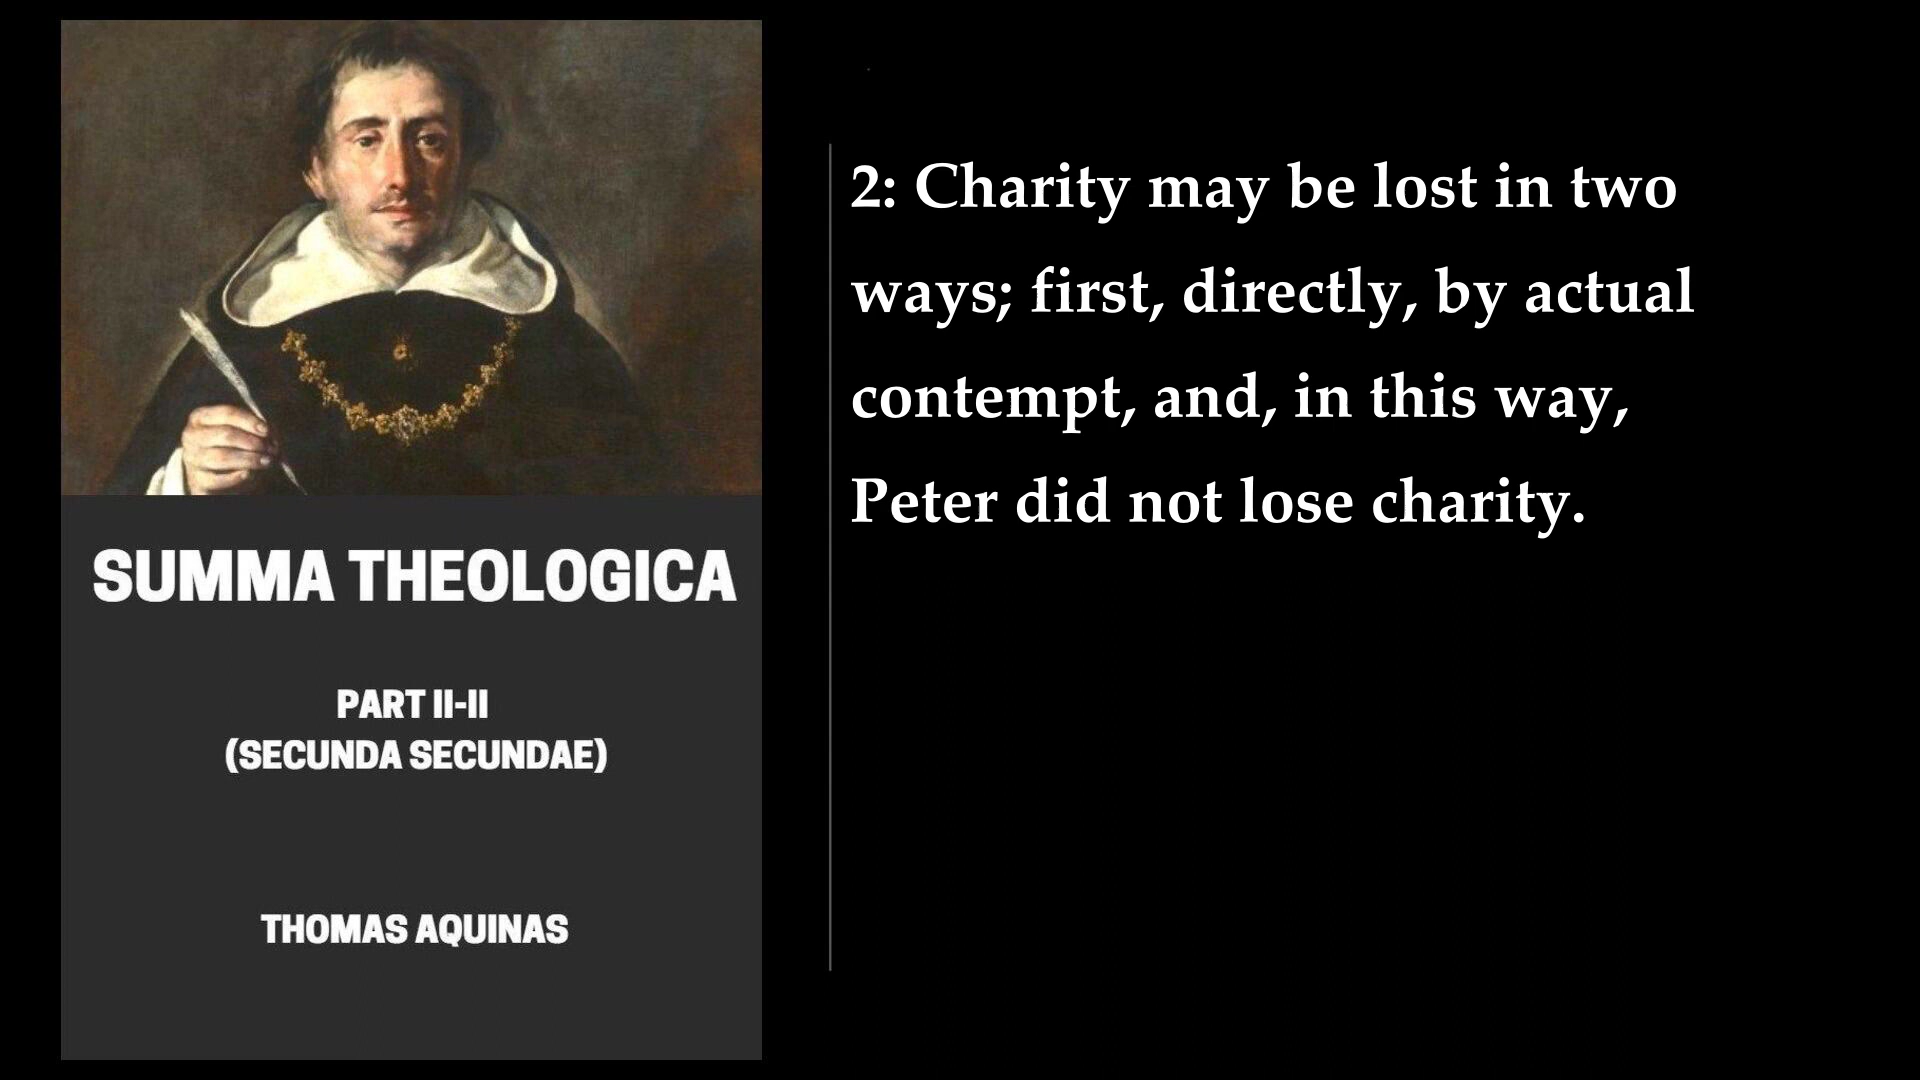 SUMMA THEOLOGICA
PART II-II
(SECUNDA SECUNDAE)
THOMAS AQUINAS
2: Charity may be lost in two
ways; first, directly, by actual
contempt, and, in this way,
Peter did not lose charity.